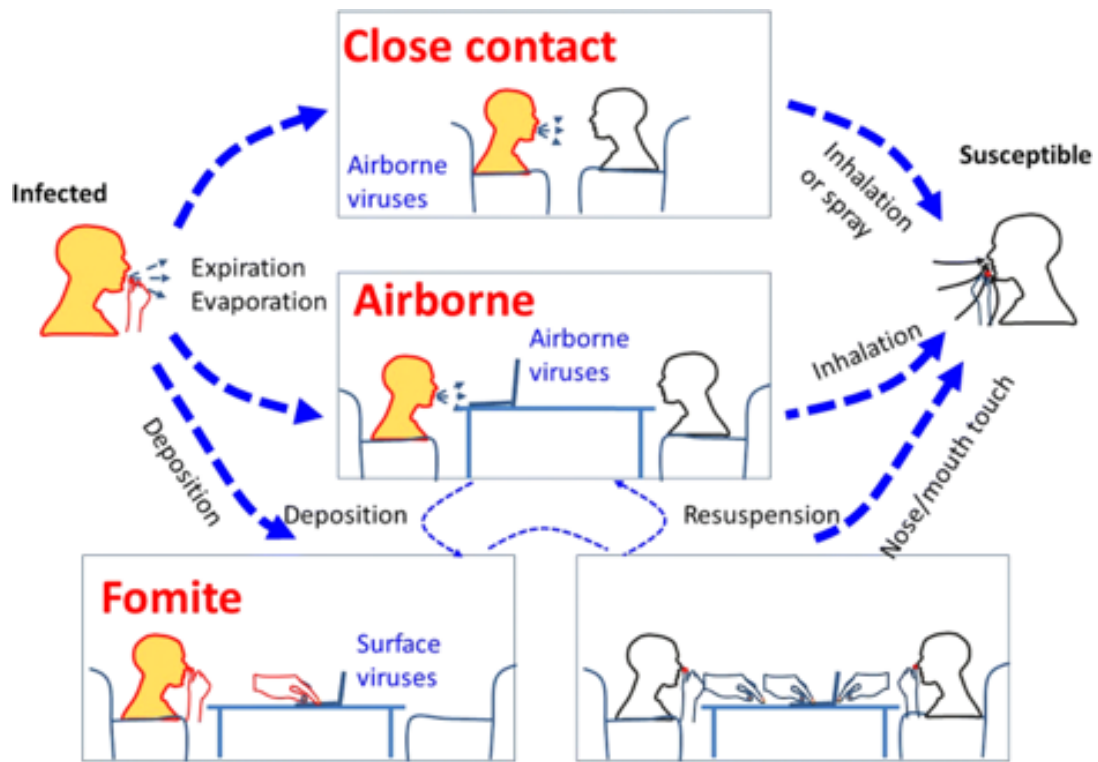 Close contact
Airborne
viruses
Infected
Susceptible
Inhalation
or spray
Expiration
Evaporation
Airborne
Airborne
viruses
Inhalation
Deposition
Deposition
Resuspension
Nose/mouth touch
Fomite
Surface
viruses